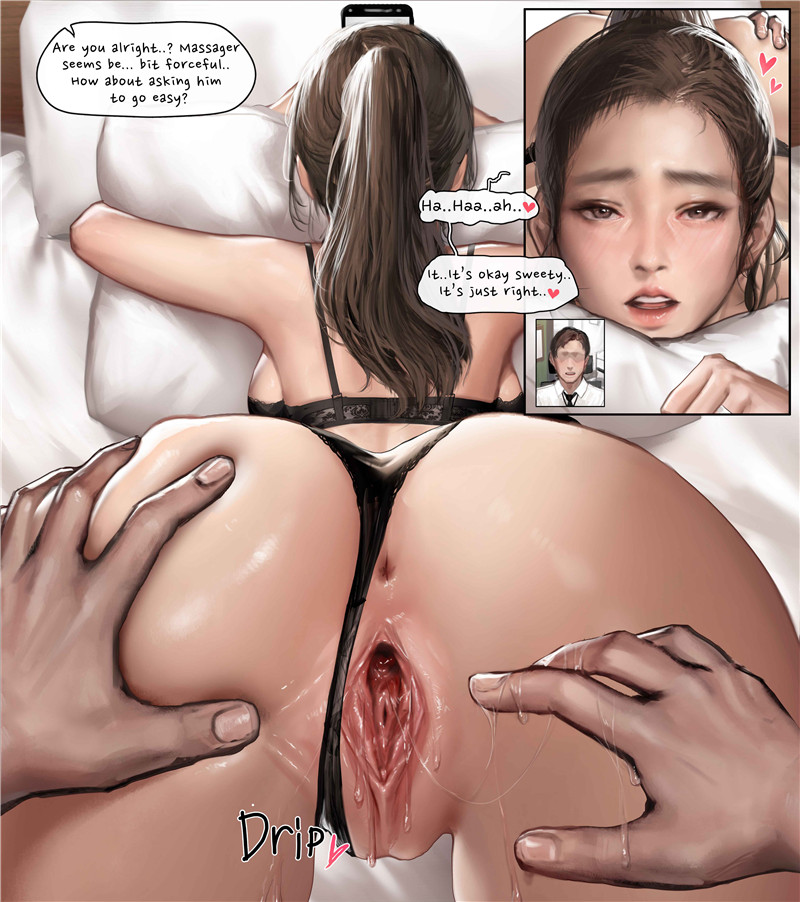 Are you alright..? Massager
seems be... bit forceful..
How about asking him
to go easy?
Ha..Haa..ah..
It..It's okay sweety..
It's just right..
Drip